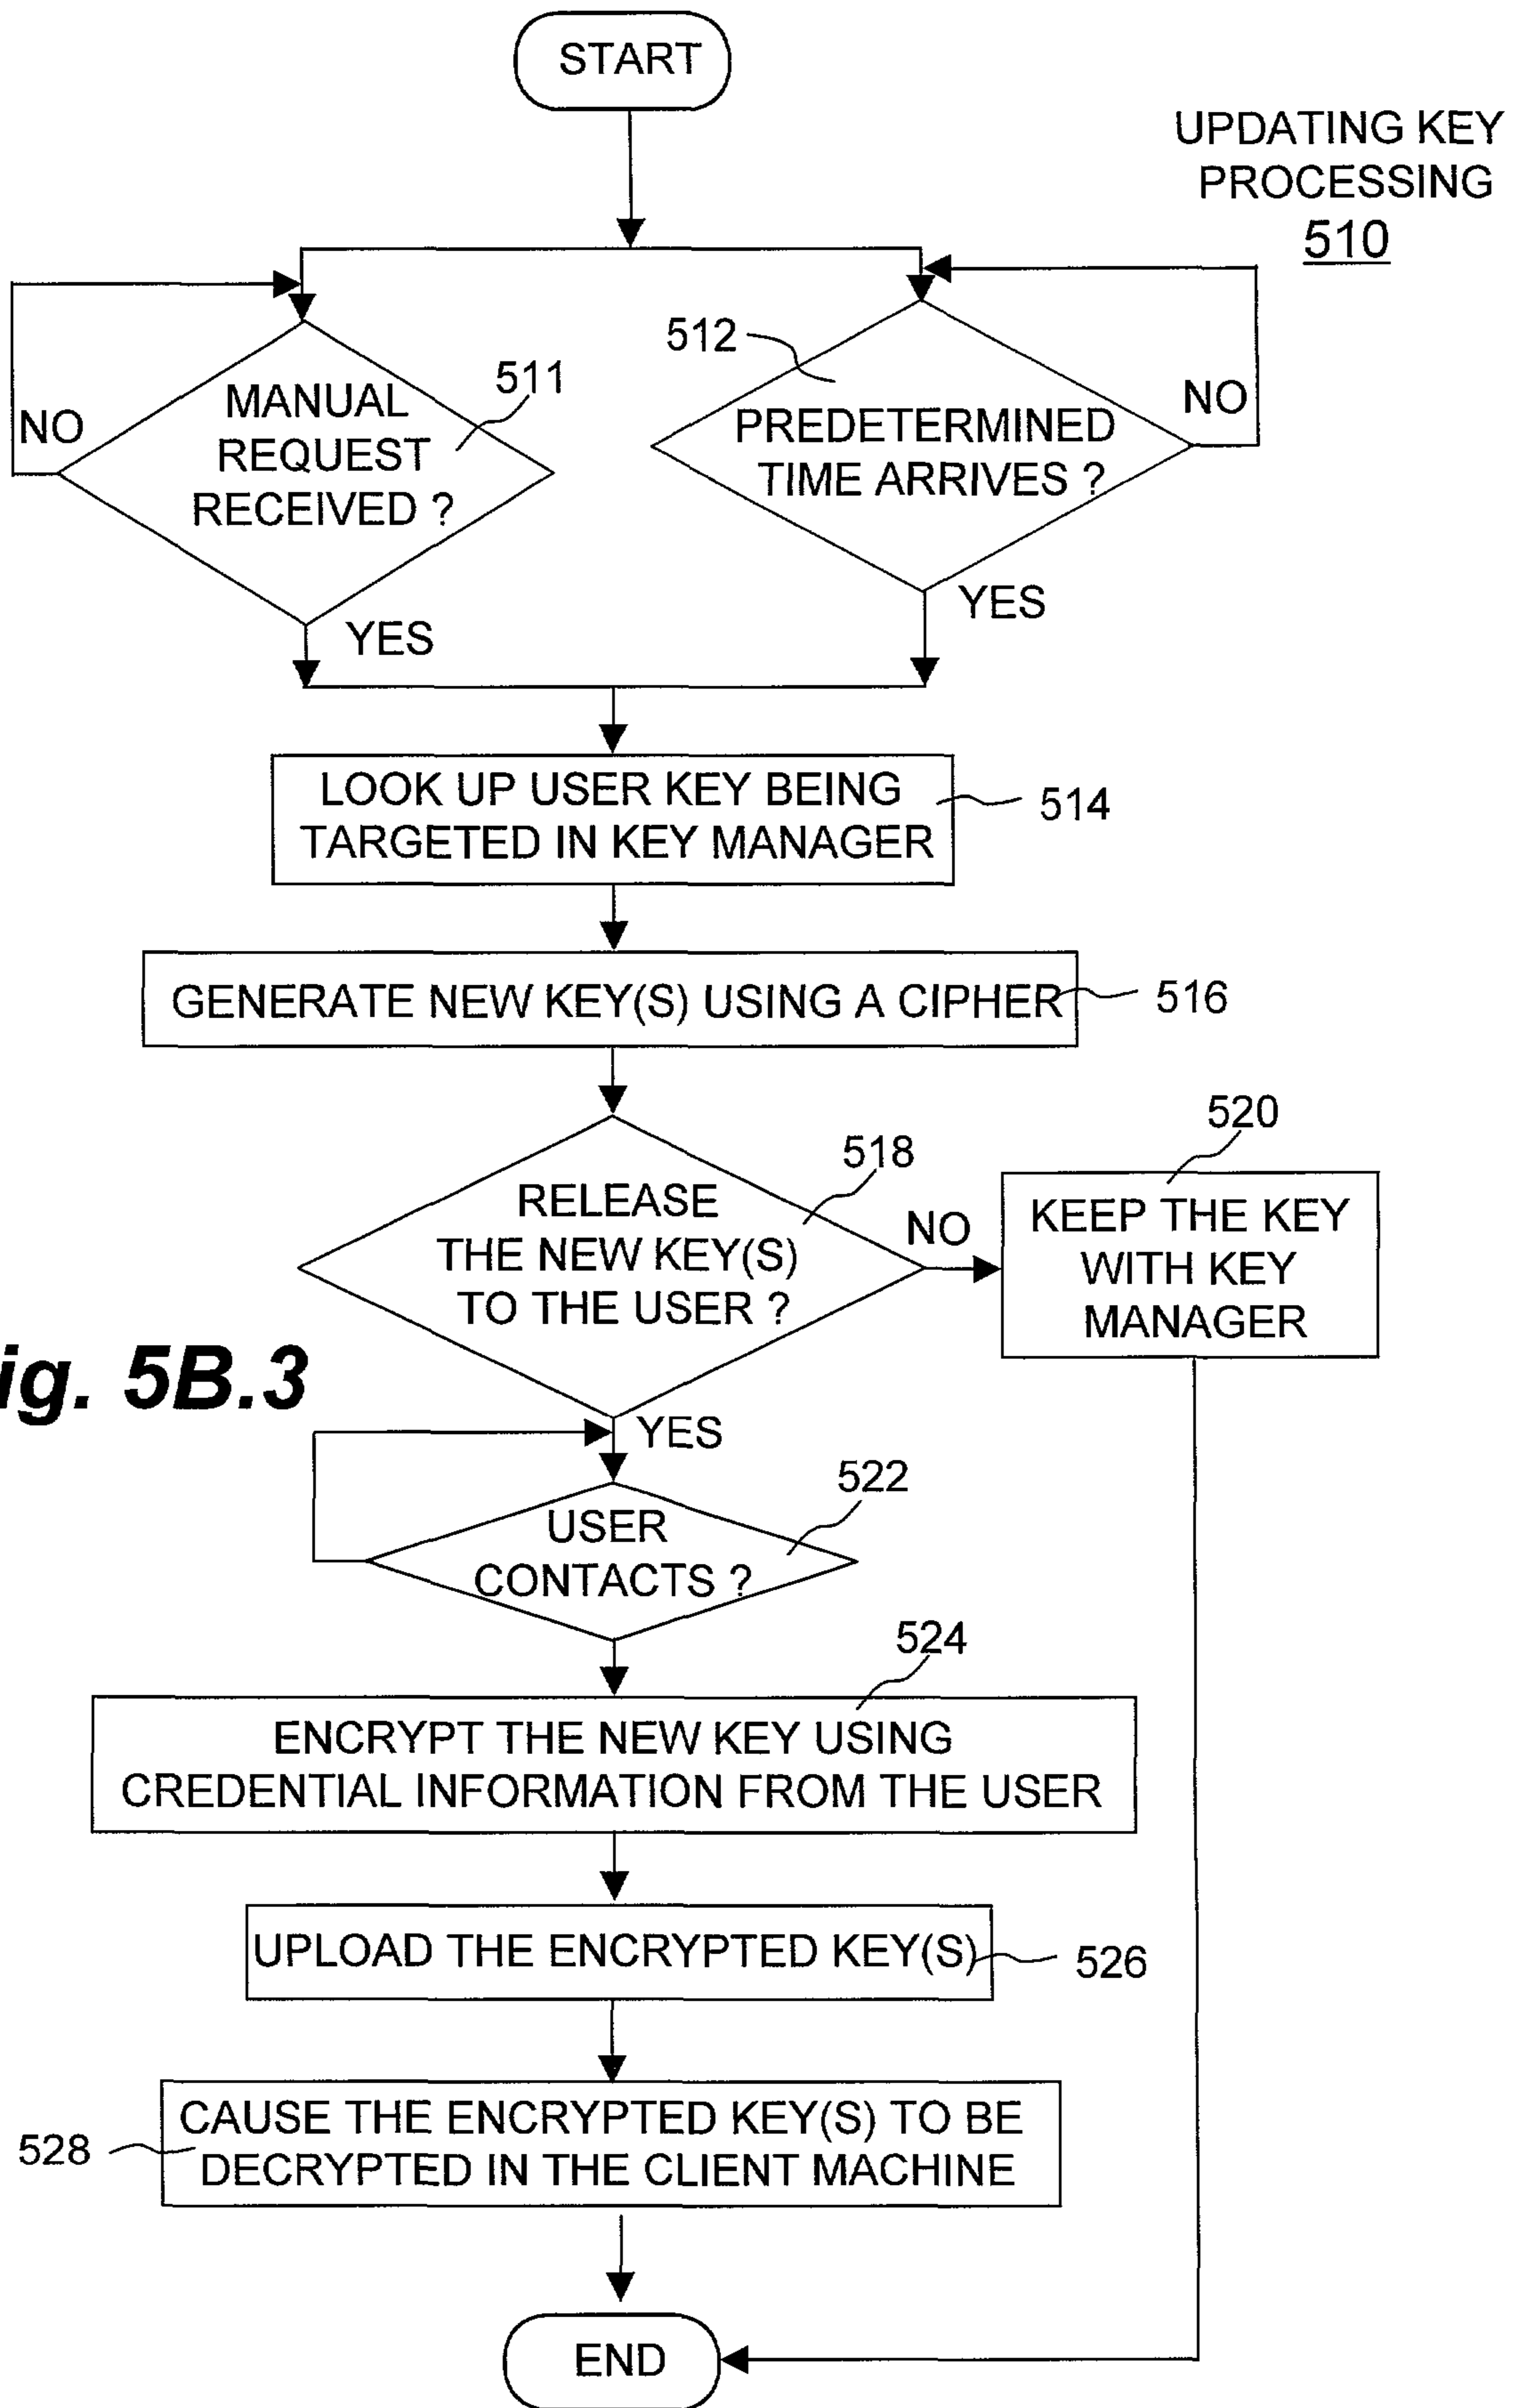 START
UPDATING KEY
PROCESSING
510
MANUAL
REQUEST
RECEIVED ?
511
NO
YES
512
PREDETERMINED
TIME ARRIVES ?
NO
YES
LOOK UP USER KEY BEING
TARGETED IN KEY MANAGER
514
GENERATE NEW KEY(S) USING A CIPHER
516
RELEASE
THE NEW KEY(S)
TO THE USER ?
518
NO
520
KEEP THE KEY
WITH KEY
MANAGER
ig. 5B.3
YES
USER
CONTACTS ?
522
524
ENCRYPT THE NEW KEY USING
CREDENTIAL INFORMATION FROM THE USER
UPLOAD THE ENCRYPTED KEY(S)
526
CAUSE THE ENCRYPTED KEY(S) TO BE
DECRYPTED IN THE CLIENT MACHINE
528
END